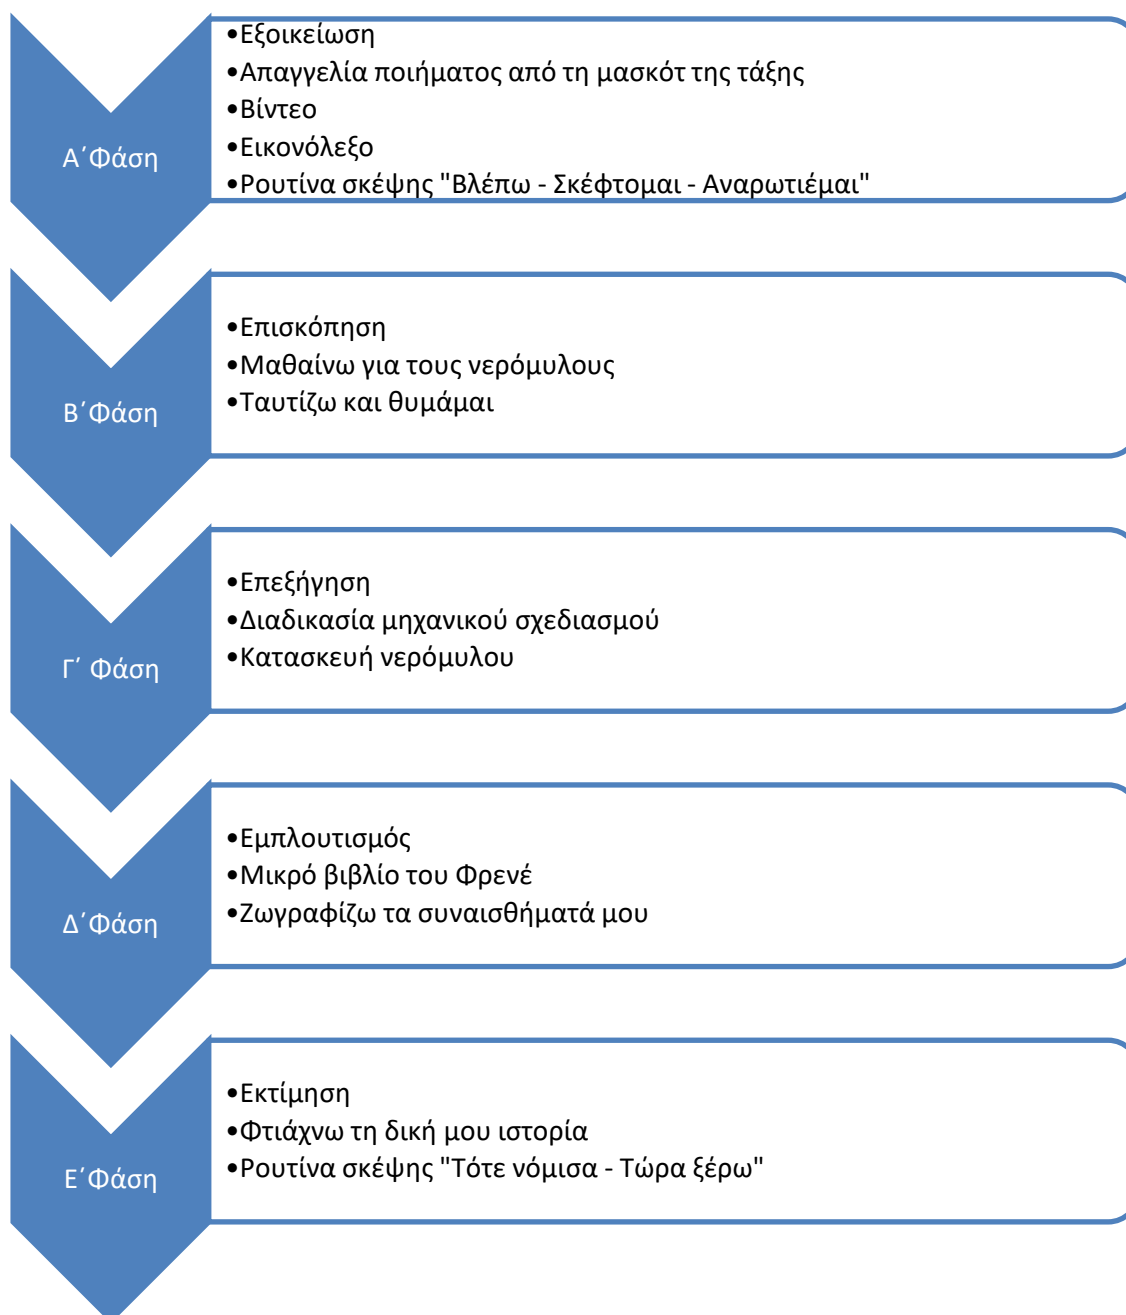 Α΄Φάση
•Εξοικείωση
•Απαγγελία ποιήματος από τη μασκότ της τάξης
•Βίντεο
•Εικονόλεξο
•Ρουτίνα σκέψης "Βλέπω - Σκέφτομαι - Αναρωτιέμαι"
Β΄Φάση
•Επισκόπηση
•Μαθαίνω για τους νερόμυλους
•Ταυτίζω και θυμάμαι
Γ΄ Φάση
•Επεξήγηση
•Διαδικασία μηχανικού σχεδιασμού
•Κατασκευή νερόμυλου
Δ΄Φάση
•Εμπλουτισμός
•Μικρό βιβλίο του Φρενέ
•Ζωγραφίζω τα συναισθήματά μου
Ε΄Φάση
•Εκτίμηση
•Φτιάχνω τη δική μου ιστορία
•Ρουτίνα σκέψης "Τότε νόμισα - Τώρα ξέρω"